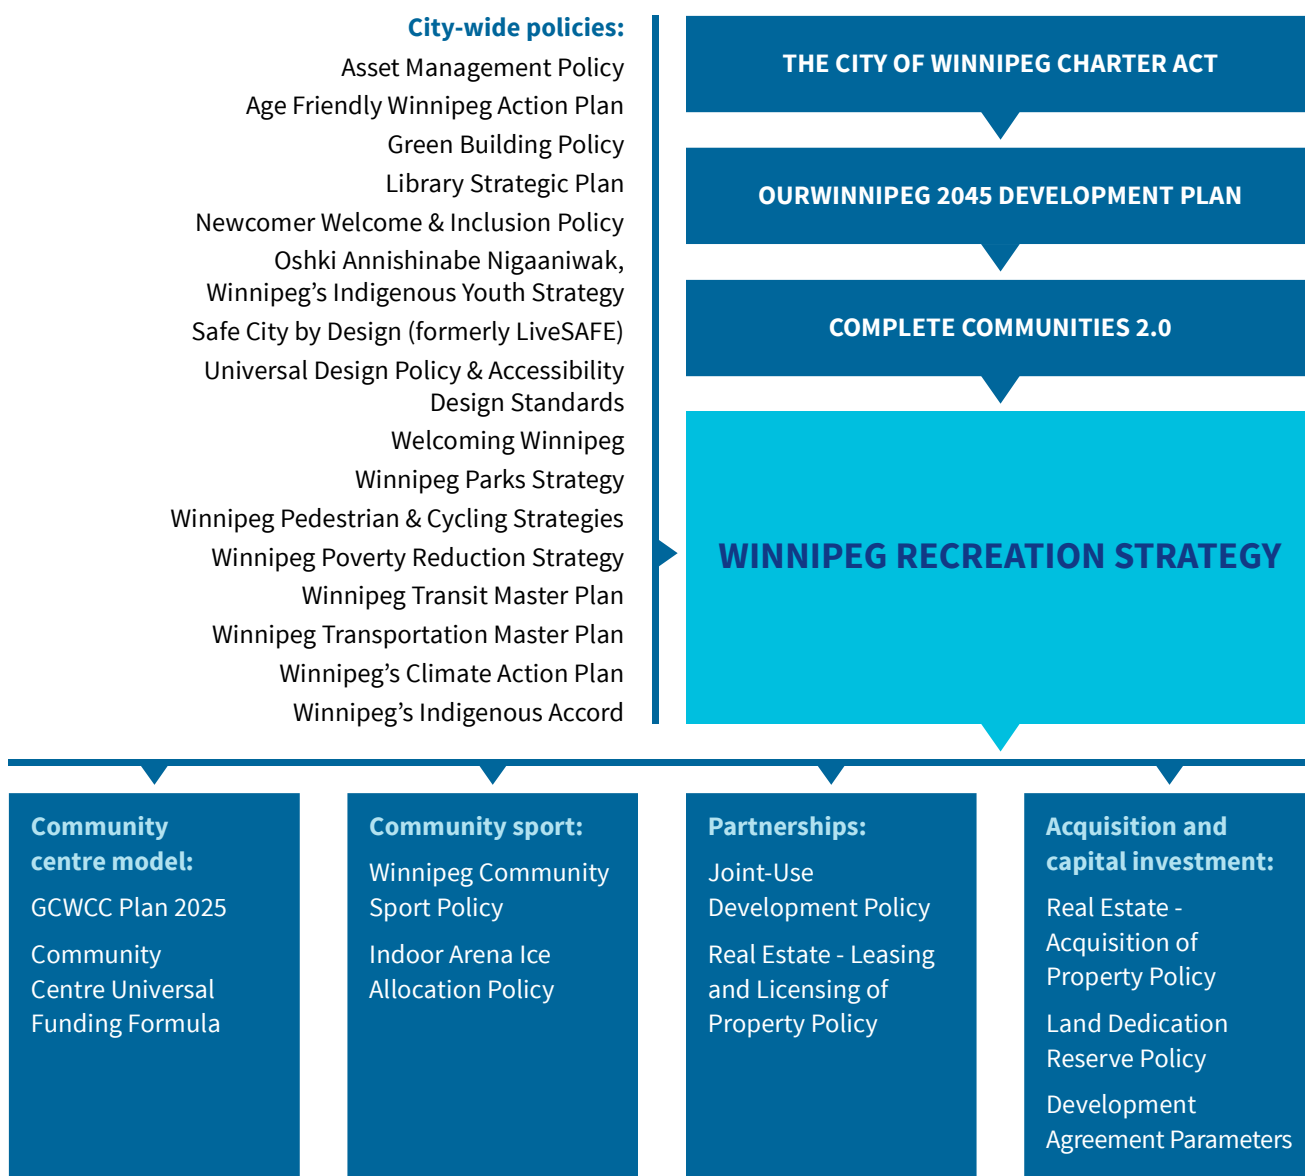 City-wide policies:
Asset Management Policy
Age Friendly Winnipeg Action Plan
Green Building Policy
Library Strategic Plan
Newcomer Welcome & Inclusion Policy
Oshki Annishinabe Nigaaniwak,
Winnipeg’s Indigenous Youth Strategy
Safe City by Design (formerly LiveSAFE)
Universal Design Policy & Accessibility
Design Standards
Welcoming Winnipeg
Winnipeg Parks Strategy
Winnipeg Pedestrian & Cycling Strategies
Winnipeg Poverty Reduction Strategy
Winnipeg Transit Master Plan
Winnipeg Transportation Master Plan
Winnipeg’s Climate Action Plan
Winnipeg’s Indigenous Accord
THE CITY OF WINNIPEG CHARTER ACT
OURWINNIPEG 2045 DEVELOPMENT PLAN
COMPLETE COMMUNITIES 2.0
WINNIPEG RECREATION STRATEGY
Community
centre model:
GCWCC Plan 2025
Community
Centre Universal
Funding Formula
Community sport:
Winnipeg Community
Sport Policy
Indoor Arena Ice
Allocation Policy
Partnerships:
Joint-Use
Development Policy
Real Estate - Leasing
and Licensing of
Property Policy
Acquisition and
capital investment:
Real Estate -
Acquisition of
Property Policy
Land Dedication
Reserve Policy
Development
Agreement Parameters